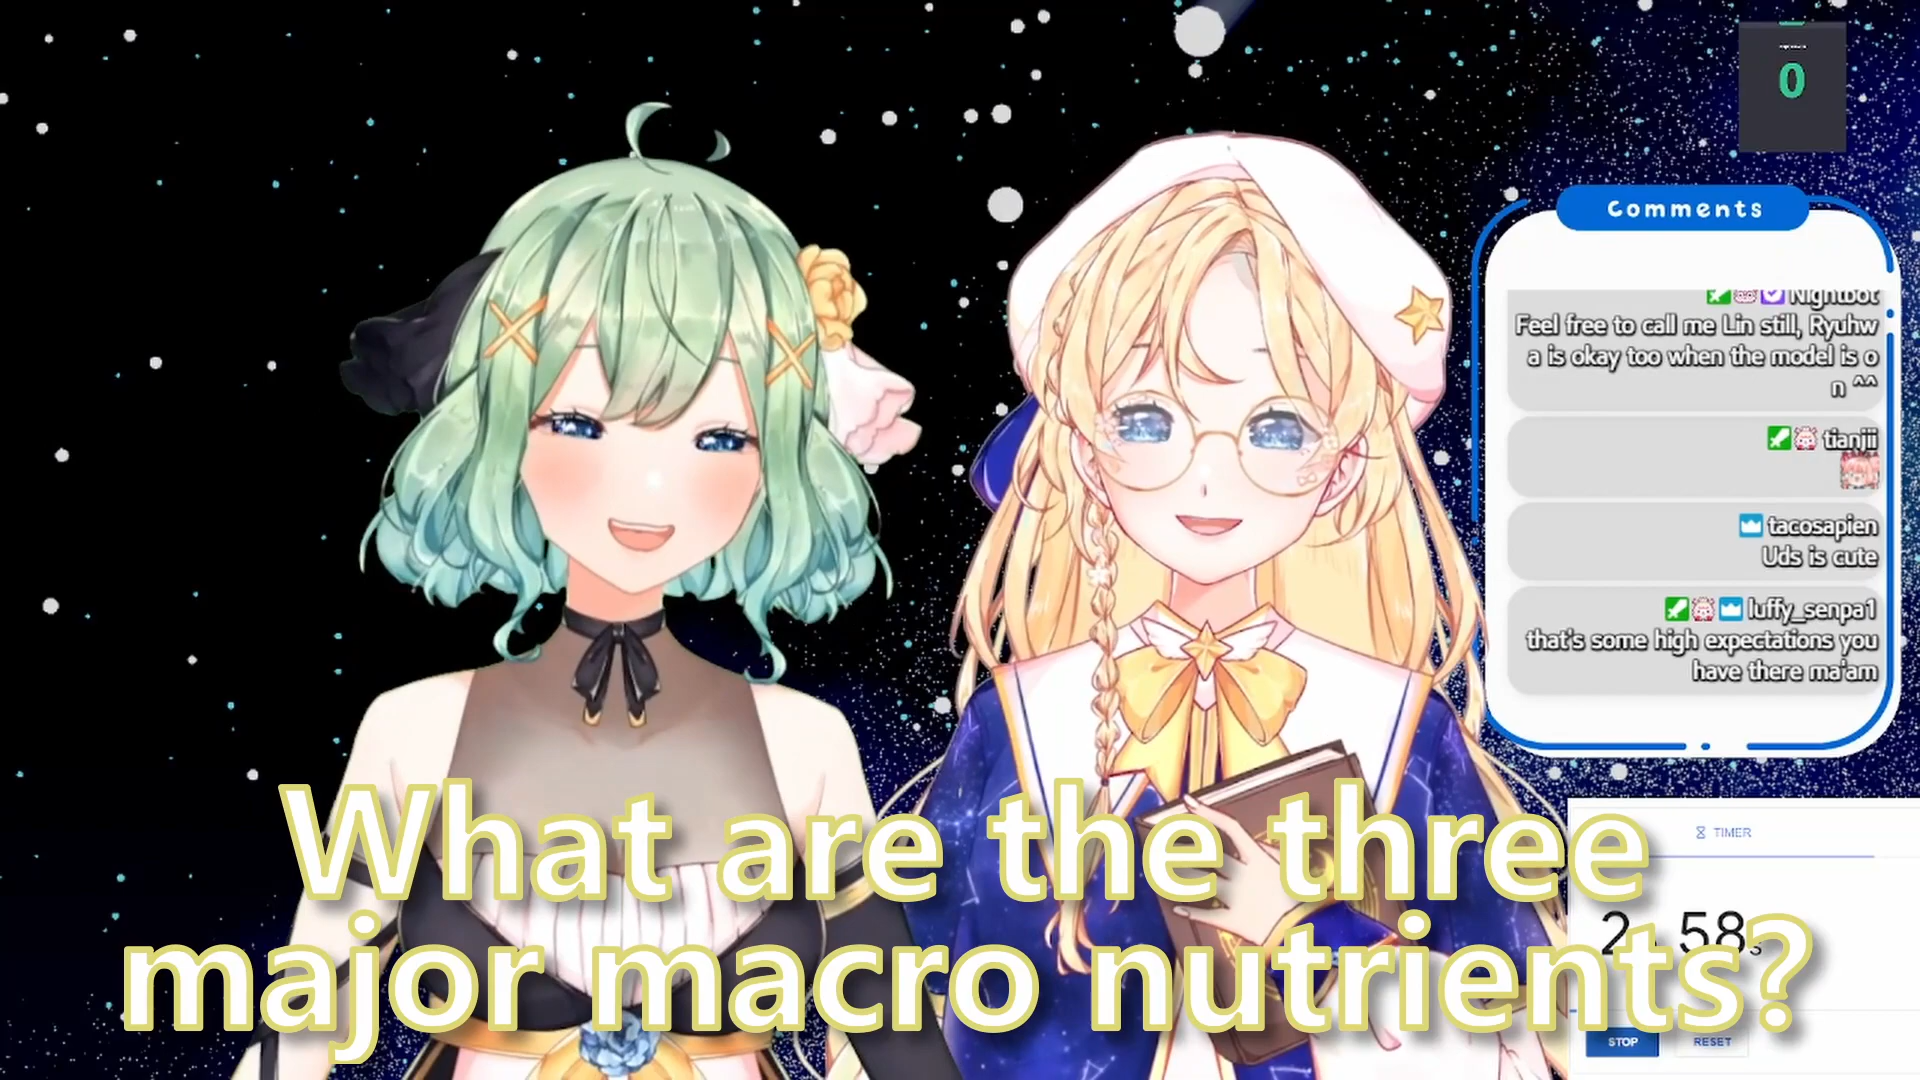 0
Comments
Nightbot
Feel free to call me Lin still, Ryuhw
a is okay too when the model is o
n ^^
tianjii
tacosapien
Uds is cute
luffy_senpa1
that's some high expectations you
have there ma'am
What are the three
major macro nutrients?
TIMER
2 58s
STOP
RESET